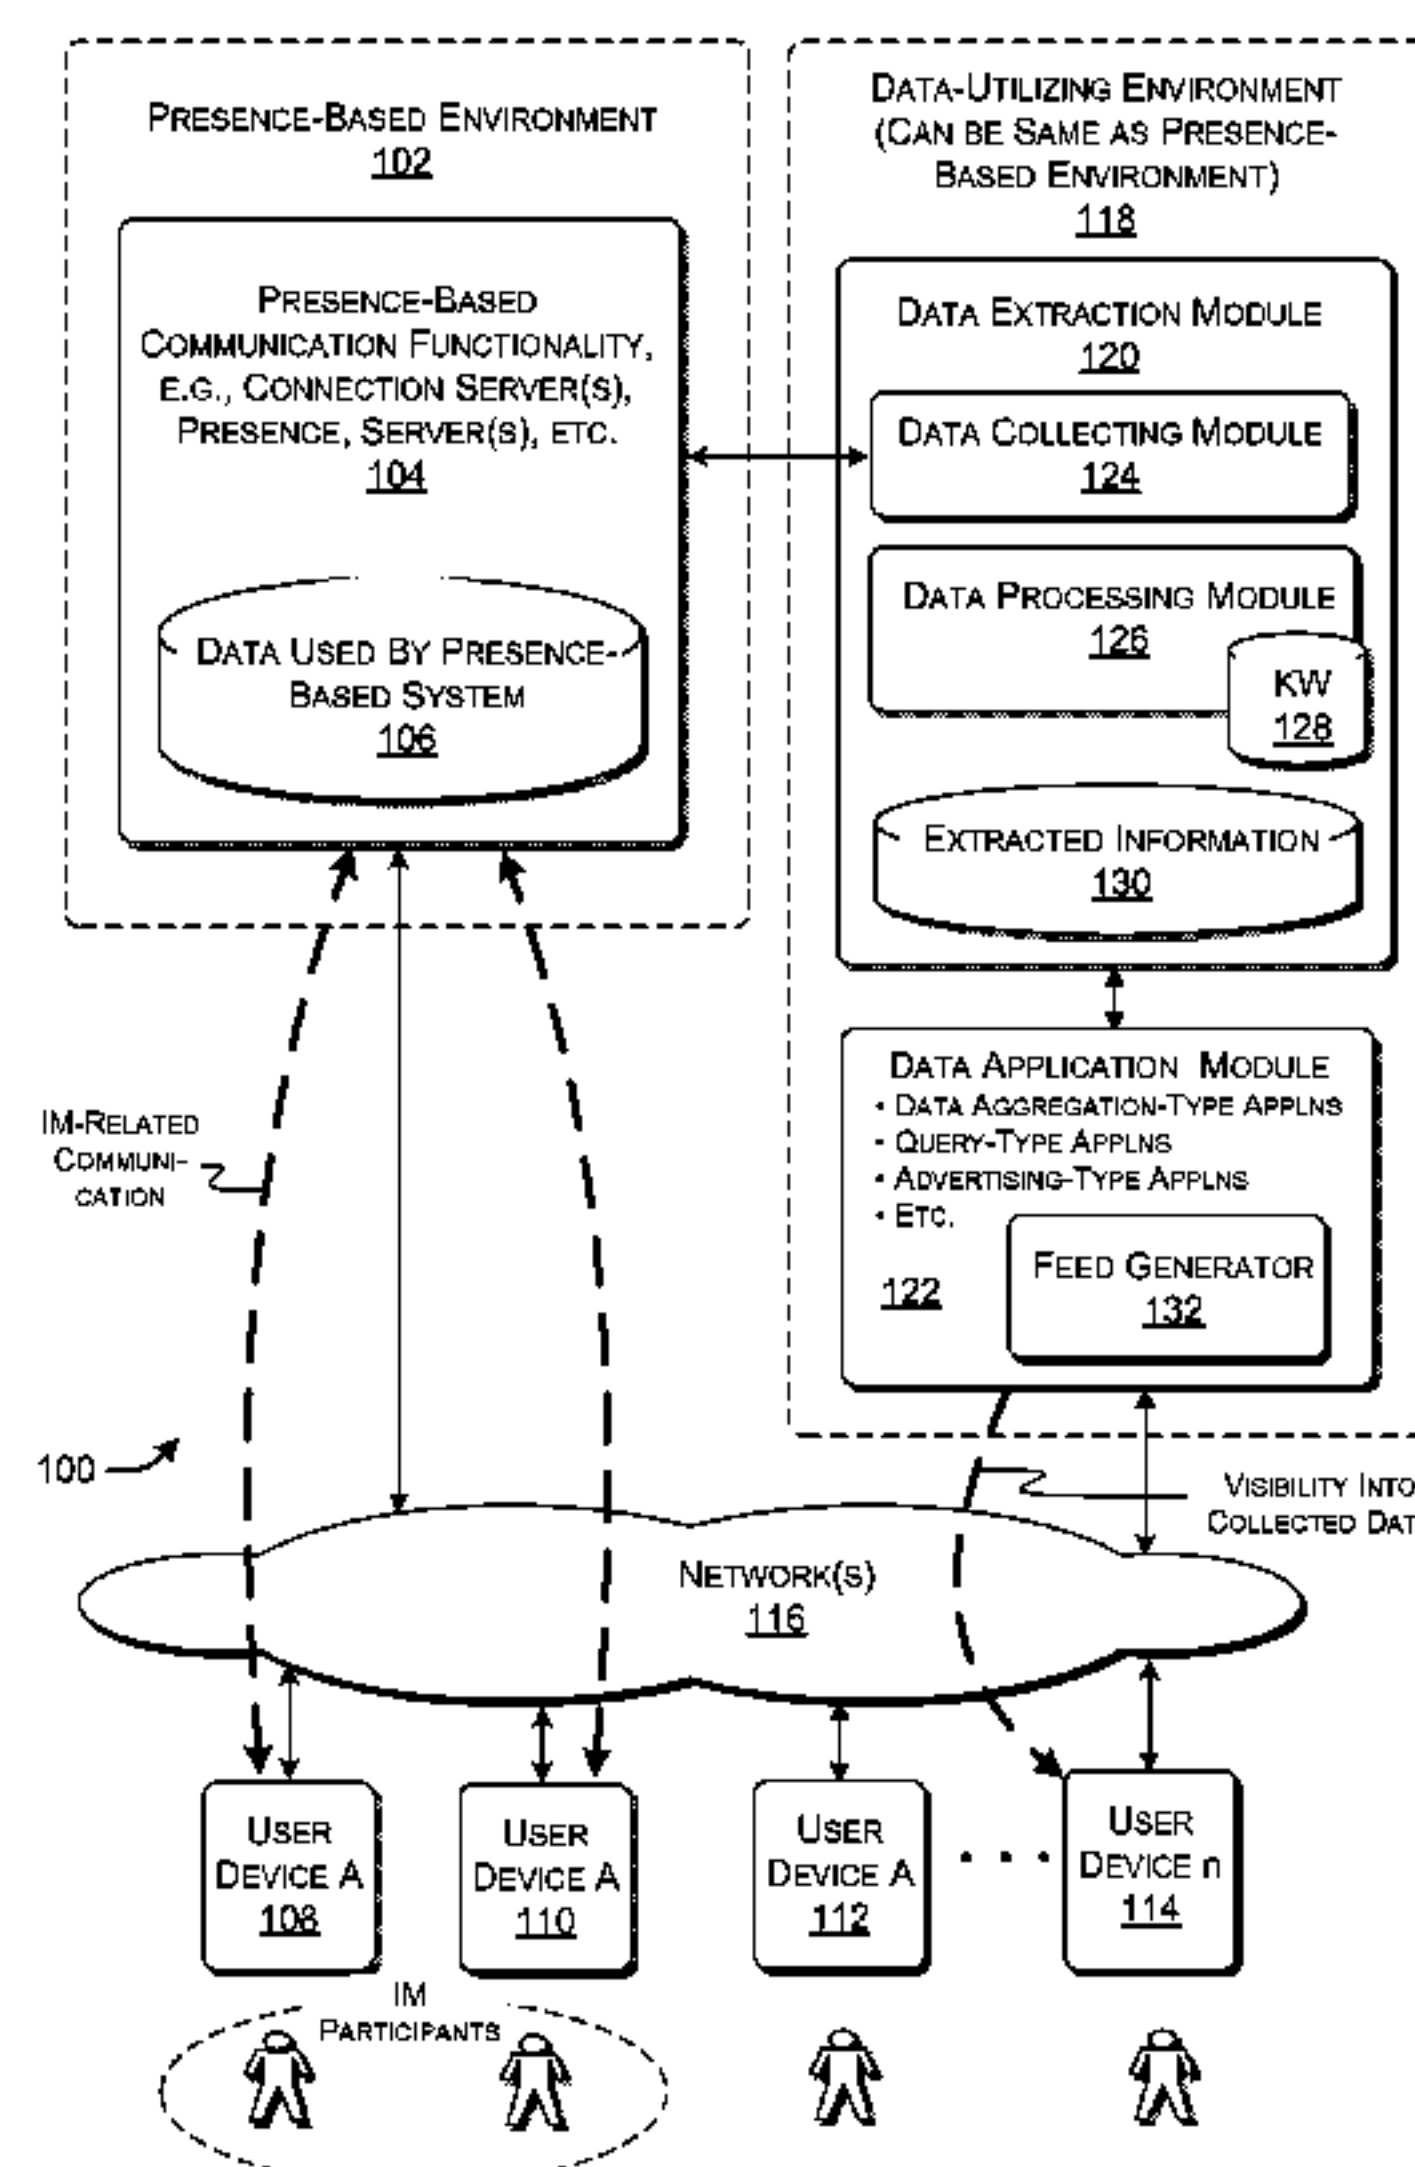 PRESENCE-BASED ENVIRONMENT
102
PRESENCE-BASED
COMMUNICATION FUNCTIONALITY,
E.G., CONNECTION SERVER(S),
PRESENCE, SERVER(S), ETC.
104
DATA USED BY PRESENCE-
BASED SYSTEM
106
DATA-UTILIZING ENVIRONMENT
(CAN BE SAME AS PRESENCE-
BASED ENVIRONMENT)
118
DATA EXTRACTION MODULE
120
DATA COLLECTING MODULE
124
DATA PROCESSING MODULE
126
KW
128
EXTRACTED INFORMATION
130
DATA APPLICATION MODULE
• DATA AGGREGATION-TYPE APPLNS
• QUERY-TYPE APPLNS
• ADVERTISING-TYPE APPLNS
• ETC.
122
FEED GENERATOR
132
IM-RELATED
COMMUNI-
CATION
100
VISIBILITY INTO
COLLECTED DAT
NETWORK(S)
116
USER
DEVICE A
108
USER
DEVICE A
110
USER
DEVICE A
112
• • •
USER
DEVICE n
114
IM
PARTICIPANTS